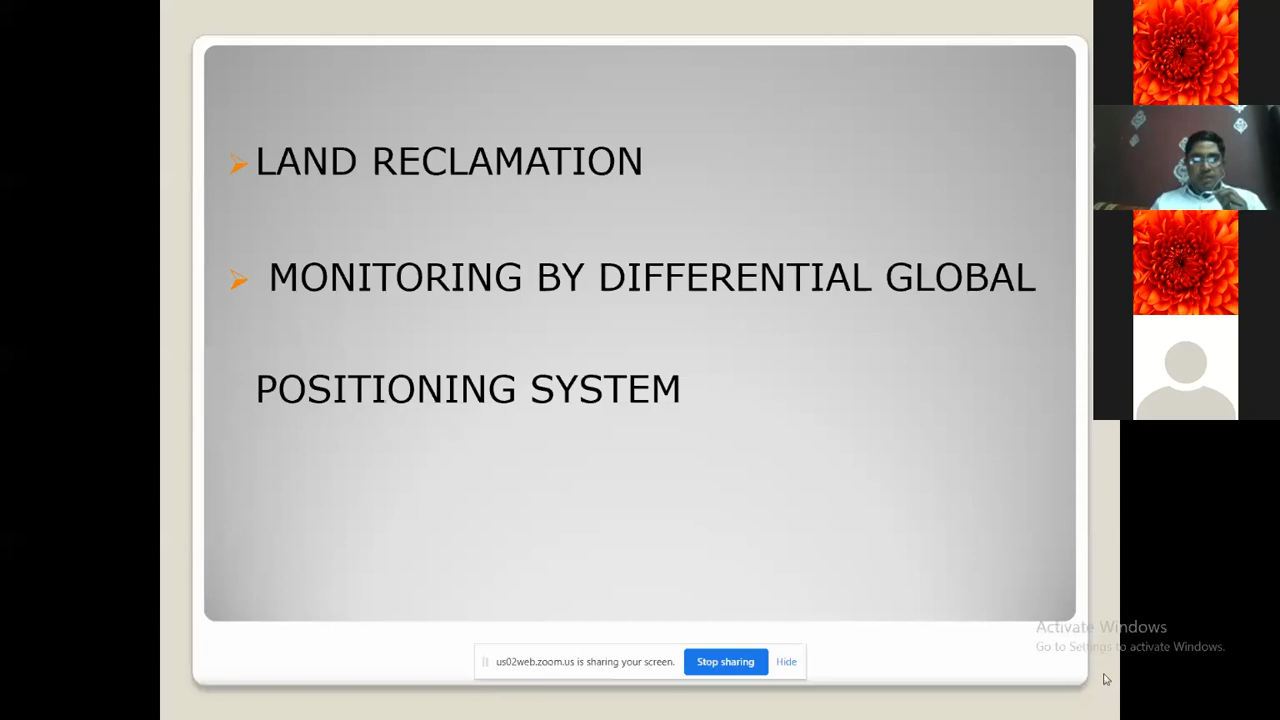 LAND RECLAMATION
MONITORING BY DIFFERENTIAL GLOBAL
POSITIONING SYSTEM
Activate Windows
Go to Settings to activate Windows.
us02web.zoom.us is sharing your screen. Stop sharing Hide